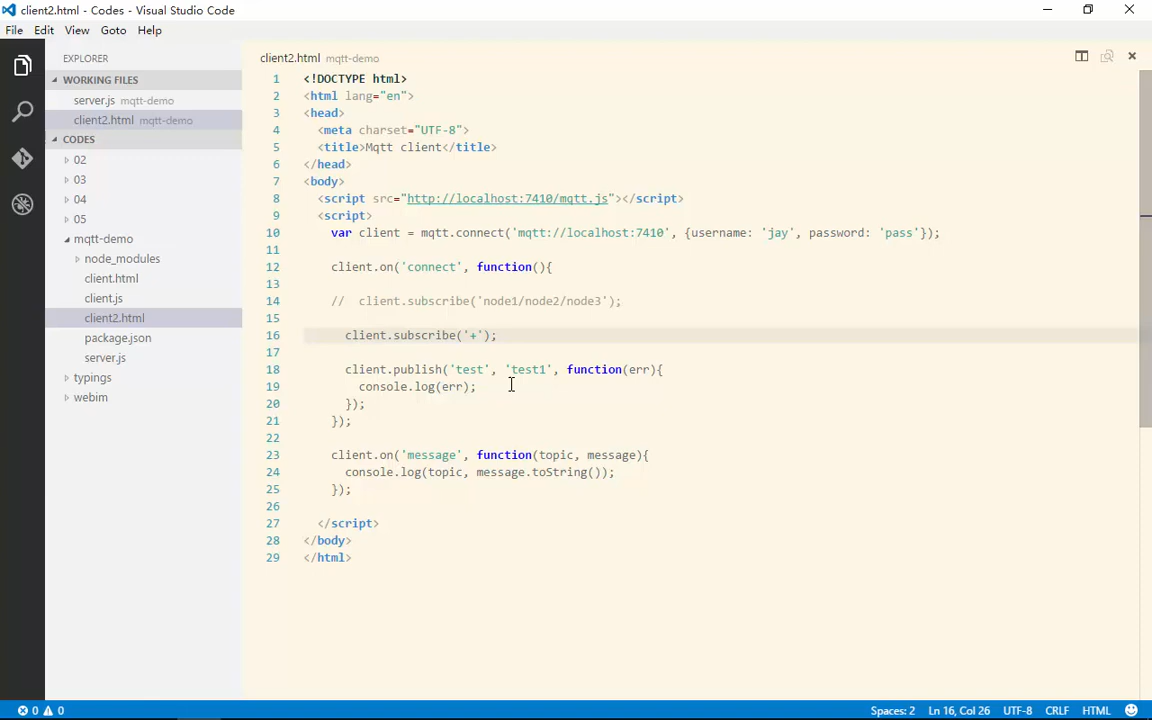 client2.html - Codes - Visual Studio Code
File Edit View Goto Help
EXPLORER
WORKING FILES
server.js mqtt-demo
client2.html mqtt-demo
CODES
02
03
04
05
mqtt-demo
node_modules
client.html
client.js
client2.html
package.json
server.js
typings
webim
client2.html mqtt-demo
1 <!DOCTYPE html>
2 <html lang="en">
3 <head>
4 <meta charset="UTF-8">
5 <title>Mqtt client</title>
6 </head>
7 <body>
8 <script src="http://localhost:7410/mqtt.js"></script>
9 <script>
10 var client = mqtt.connect('mqtt://localhost:7410', {username: 'jay', password: 'pass'});
11
12 client.on('connect', function(){
13
14 // client.subscribe('node1/node2/node3');
15
16 client.subscribe('+');
17
18 client.publish('test', 'test1', function(err){
19 console.log(err);
20 });
21 });
22
23 client.on('message', function(topic, message){
24 console.log(topic, message.toString());
25 });
26
27 </script>
28 </body>
29 </html>
0 0 Spaces: 2 Ln 16, Col 26 UTF-8 CRLF HTML